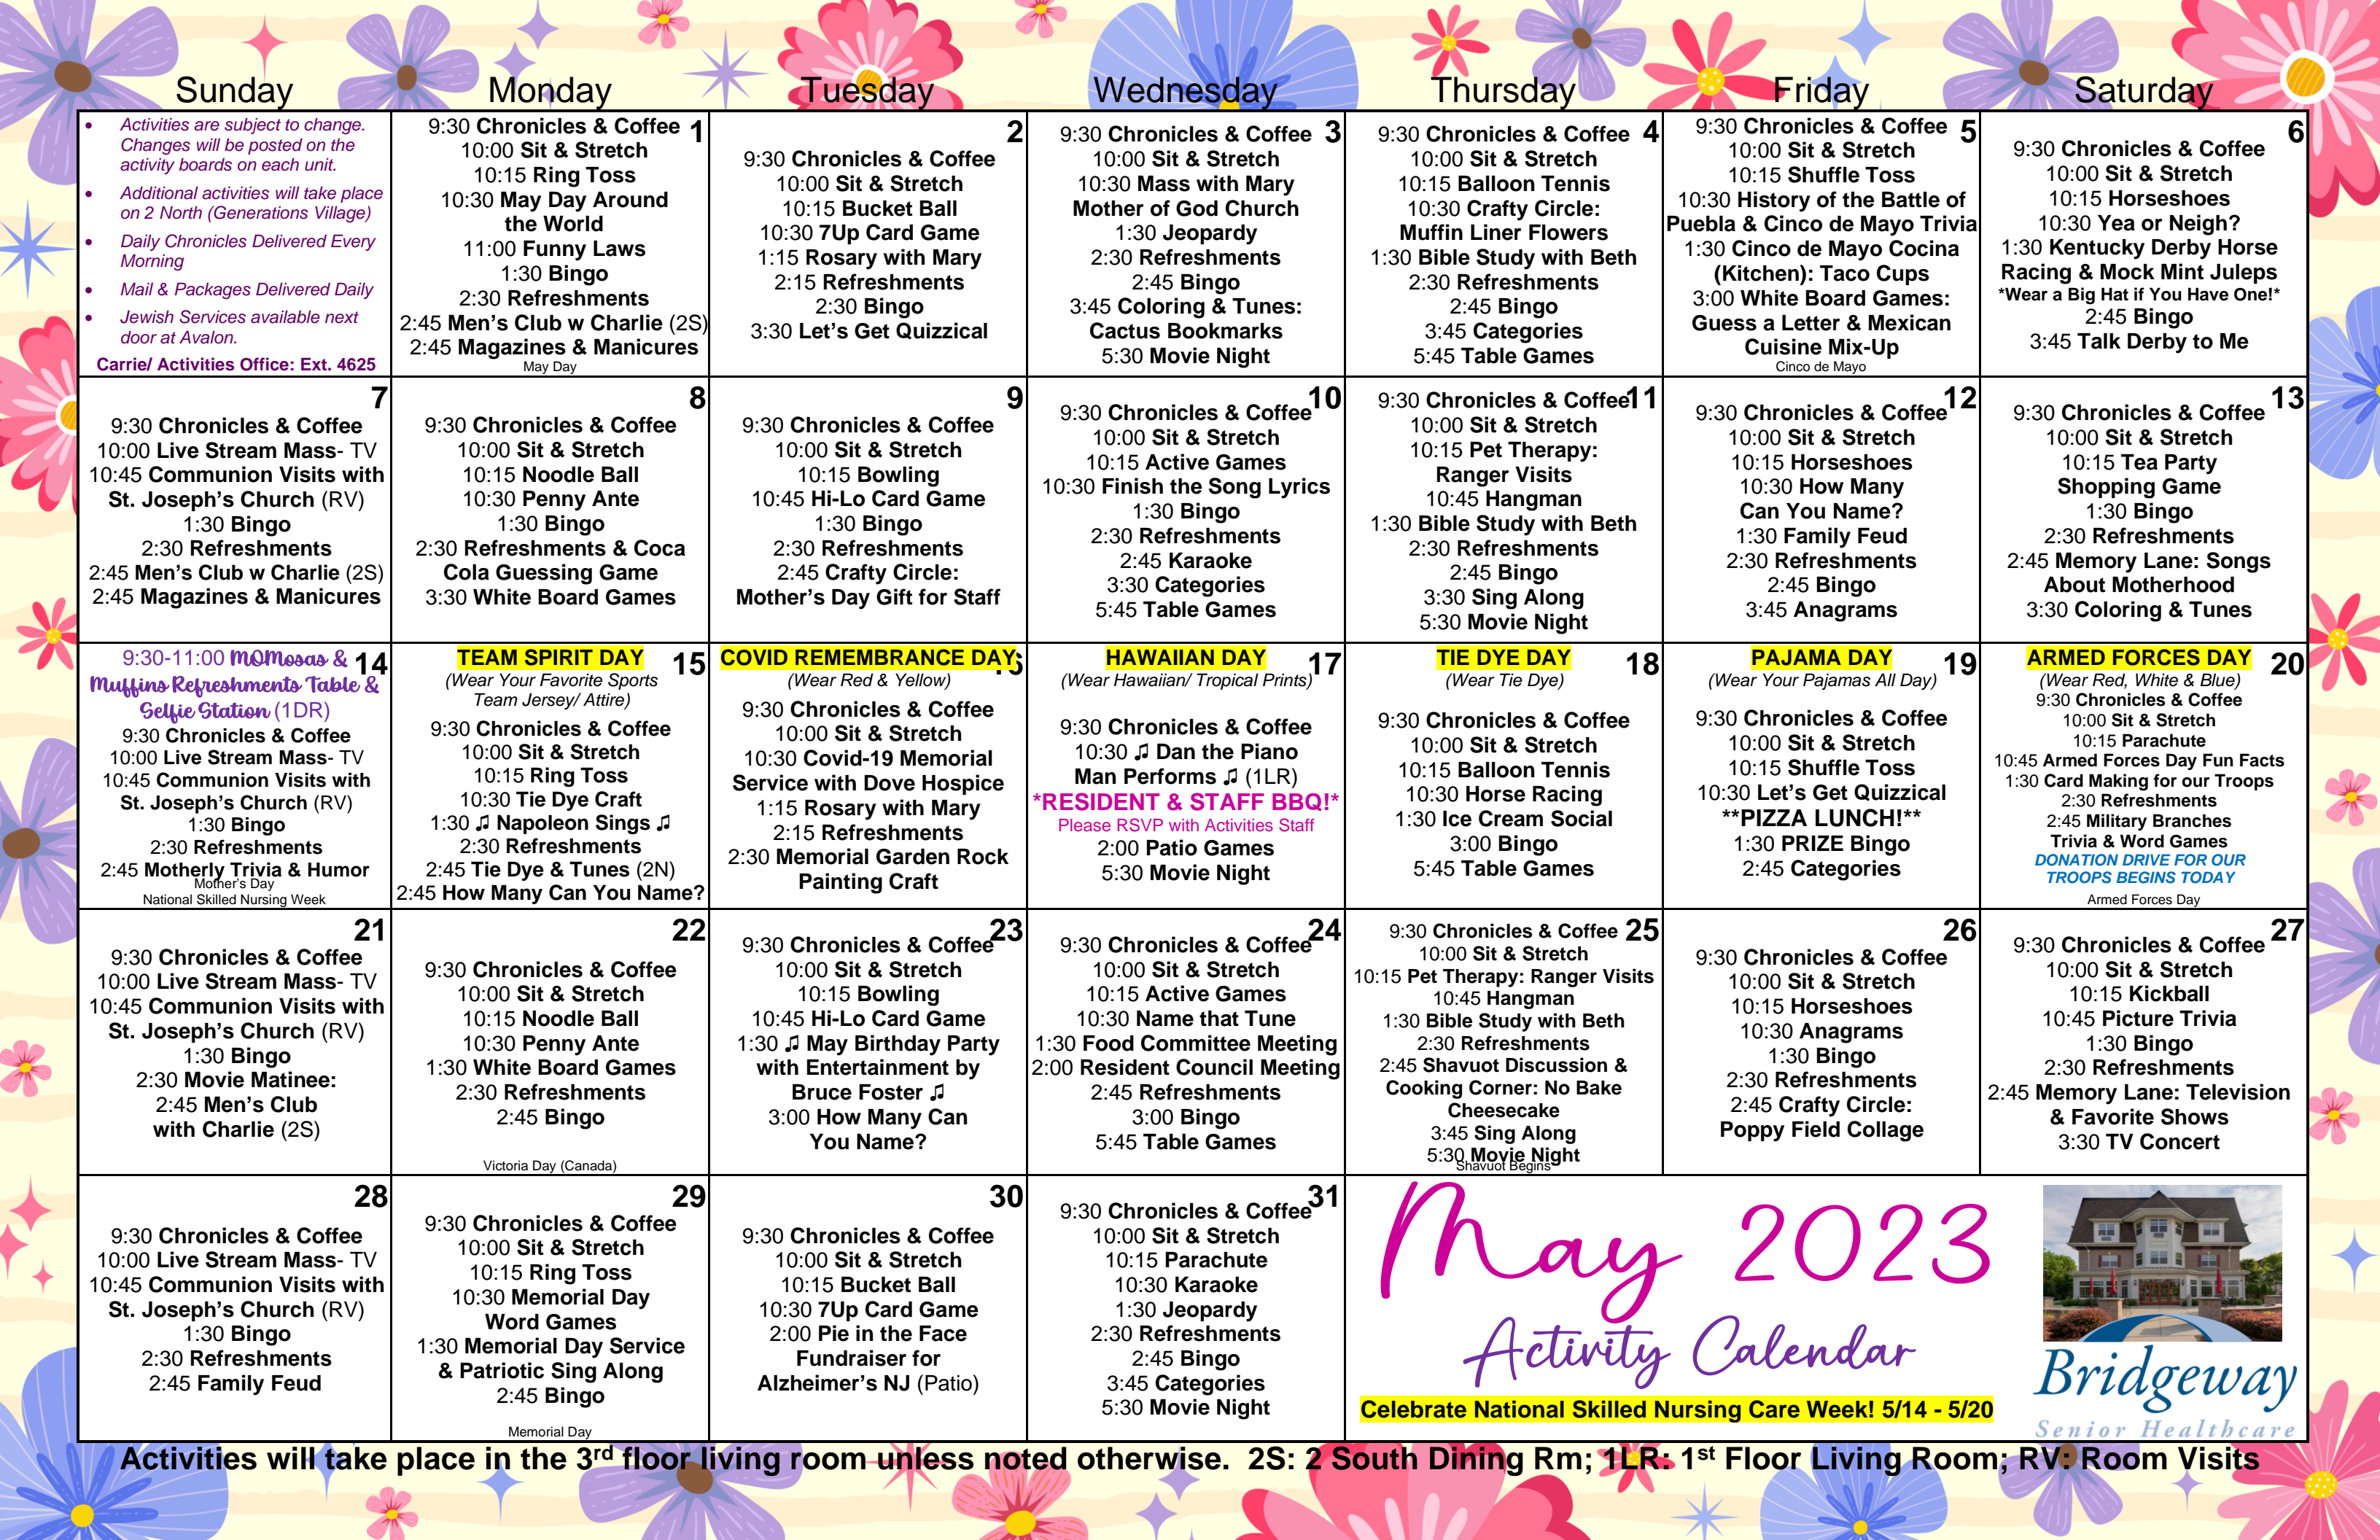 Sunday Monday Tuesday Wednesday Thursday Friday Saturday
• Activities are subject to change.
Changes will be posted on the
activity boards on each unit.
• Additional activities will take place
on 2 North (Generations Village)
• Daily Chronicles Delivered Every
Morning
• Mail & Packages Delivered Daily
• Jewish Services available next
door at Avalon.
Carrie/ Activities Office: Ext. 4625
1
9:30 Chronicles & Coffee
10:00 Sit & Stretch
10:15 Ring Toss
10:30 May Day Around
the World
11:00 Funny Laws
1:30 Bingo
2:30 Refreshments
2:45 Men's Club w Charlie (2S)
2:45 Magazines & Manicures
May Day
2
9:30 Chronicles & Coffee
10:00 Sit & Stretch
10:15 Bucket Ball
10:30 7Up Card Game
1:15 Rosary with Mary
2:15 Refreshments
2:30 Bingo
3:30 Let's Get Quizzical
3
9:30 Chronicles & Coffee
10:00 Sit & Stretch
10:30 Mass with Mary
Mother of God Church
1:30 Jeopardy
2:30 Refreshments
2:45 Bingo
3:45 Coloring & Tunes:
Cactus Bookmarks
5:30 Movie Night
4
9:30 Chronicles & Coffee
10:00 Sit & Stretch
10:15 Balloon Tennis
10:30 Crafty Circle:
Muffin Liner Flowers
1:30 Bible Study with Beth
2:30 Refreshments
2:45 Bingo
3:45 Categories
5:45 Table Games
5
9:30 Chronicles & Coffee
10:00 Sit & Stretch
10:15 Shuffle Toss
10:30 History of the Battle of
Puebla & Cinco de Mayo Trivia
1:30 Cinco de Mayo Cocina
(Kitchen): Taco Cups
3:00 White Board Games:
Guess a Letter & Mexican
Cuisine Mix-Up
Cinco de Mayo
6
9:30 Chronicles & Coffee
10:00 Sit & Stretch
10:15 Horseshoes
10:30 Yea or Neigh?
1:30 Kentucky Derby Horse
Racing & Mock Mint Juleps
*Wear a Big Hat if You Have One!*
2:45 Bingo
3:45 Talk Derby to Me
7
9:30 Chronicles & Coffee
10:00 Live Stream Mass- TV
10:45 Communion Visits with
St. Joseph's Church (RV)
1:30 Bingo
2:30 Refreshments
2:45 Men's Club w Charlie (2S)
2:45 Magazines & Manicures
8
9:30 Chronicles & Coffee
10:00 Sit & Stretch
10:15 Noodle Ball
10:30 Penny Ante
1:30 Bingo
2:30 Refreshments & Coca
Cola Guessing Game
3:30 White Board Games
9
9:30 Chronicles & Coffee
10:00 Sit & Stretch
10:15 Bowling
10:45 Hi-Lo Card Game
1:30 Bingo
2:30 Refreshments
2:45 Crafty Circle:
Mother's Day Gift for Staff
10
9:30 Chronicles & Coffee
10:00 Sit & Stretch
10:15 Active Games
10:30 Finish the Song Lyrics
1:30 Bingo
2:30 Refreshments
2:45 Karaoke
3:30 Categories
5:45 Table Games
11
9:30 Chronicles & Coffee
10:00 Sit & Stretch
10:15 Pet Therapy:
Ranger Visits
10:45 Hangman
1:30 Bible Study with Beth
2:30 Refreshments
2:45 Bingo
3:30 Sing Along
5:30 Movie Night
12
9:30 Chronicles & Coffee
10:00 Sit & Stretch
10:15 Horseshoes
10:30 How Many
Can You Name?
1:30 Family Feud
2:30 Refreshments
2:45 Bingo
3:45 Anagrams
13
9:30 Chronicles & Coffee
10:00 Sit & Stretch
10:15 Tea Party
Shopping Game
1:30 Bingo
2:30 Refreshments
2:45 Memory Lane: Songs
About Motherhood
3:30 Coloring & Tunes
14
9:30-11:00 MOMosas &
Muffins Refreshments Table &
Selfie Station (1DR)
9:30 Chronicles & Coffee
10:00 Live Stream Mass- TV
10:45 Communion Visits with
St. Joseph's Church (RV)
1:30 Bingo
2:30 Refreshments
2:45 Motherly Trivia & Humor
Mother's Day
National Skilled Nursing Week
15
TEAM SPIRIT DAY
(Wear Your Favorite Sports
Team Jersey/ Attire)
9:30 Chronicles & Coffee
10:00 Sit & Stretch
10:15 Ring Toss
10:30 Tie Dye Craft
1:30 ♫ Napoleon Sings ♫
2:30 Refreshments
2:45 Tie Dye & Tunes (2N)
2:45 How Many Can You Name?
16
COVID REMEMBRANCE DAY
(Wear Red & Yellow)
9:30 Chronicles & Coffee
10:00 Sit & Stretch
10:30 Covid-19 Memorial
Service with Dove Hospice
1:15 Rosary with Mary
2:15 Refreshments
2:30 Memorial Garden Rock
Painting Craft
17
HAWAIIAN DAY
(Wear Hawaiian/ Tropical Prints)
9:30 Chronicles & Coffee
10:30 ♫ Dan the Piano
Man Performs ♫ (1LR)
*RESIDENT & STAFF BBQ!*
Please RSVP with Activities Staff
2:00 Patio Games
5:30 Movie Night
18
TIE DYE DAY
(Wear Tie Dye)
9:30 Chronicles & Coffee
10:00 Sit & Stretch
10:15 Balloon Tennis
10:30 Horse Racing
1:30 Ice Cream Social
3:00 Bingo
5:45 Table Games
19
PAJAMA DAY
(Wear Your Pajamas All Day)
9:30 Chronicles & Coffee
10:00 Sit & Stretch
10:15 Shuffle Toss
10:30 Let's Get Quizzical
**PIZZA LUNCH!**
1:30 PRIZE Bingo
2:45 Categories
20
ARMED FORCES DAY
(Wear Red, White & Blue)
9:30 Chronicles & Coffee
10:00 Sit & Stretch
10:15 Parachute
10:45 Armed Forces Day Fun Facts
1:30 Card Making for our Troops
2:30 Refreshments
2:45 Military Branches
Trivia & Word Games
DONATION DRIVE FOR OUR
TROOPS BEGINS TODAY
Armed Forces Day
21
9:30 Chronicles & Coffee
10:00 Live Stream Mass- TV
10:45 Communion Visits with
St. Joseph's Church (RV)
1:30 Bingo
2:30 Movie Matinee:
2:45 Men's Club
with Charlie (2S)
22
9:30 Chronicles & Coffee
10:00 Sit & Stretch
10:15 Noodle Ball
10:30 Penny Ante
1:30 White Board Games
2:30 Refreshments
2:45 Bingo
Victoria Day (Canada)
23
9:30 Chronicles & Coffee
10:00 Sit & Stretch
10:15 Bowling
10:45 Hi-Lo Card Game
1:30 ♫ May Birthday Party
with Entertainment by
Bruce Foster ♫
3:00 How Many Can
You Name?
24
9:30 Chronicles & Coffee
10:00 Sit & Stretch
10:15 Active Games
10:30 Name that Tune
1:30 Food Committee Meeting
2:00 Resident Council Meeting
2:45 Refreshments
3:00 Bingo
5:45 Table Games
25
9:30 Chronicles & Coffee
10:00 Sit & Stretch
10:15 Pet Therapy: Ranger Visits
10:45 Hangman
1:30 Bible Study with Beth
2:30 Refreshments
2:45 Shavuot Discussion &
Cooking Corner: No Bake
Cheesecake
3:45 Sing Along
5:30 Movie Night
Shavuot Begins
26
9:30 Chronicles & Coffee
10:00 Sit & Stretch
10:15 Horseshoes
10:30 Anagrams
1:30 Bingo
2:30 Refreshments
2:45 Crafty Circle:
Poppy Field Collage
27
9:30 Chronicles & Coffee
10:00 Sit & Stretch
10:15 Kickball
10:45 Picture Trivia
1:30 Bingo
2:30 Refreshments
2:45 Memory Lane: Television
& Favorite Shows
3:30 TV Concert
28
9:30 Chronicles & Coffee
10:00 Live Stream Mass- TV
10:45 Communion Visits with
St. Joseph's Church (RV)
1:30 Bingo
2:30 Refreshments
2:45 Family Feud
29
9:30 Chronicles & Coffee
10:00 Sit & Stretch
10:15 Ring Toss
10:30 Memorial Day
Word Games
1:30 Memorial Day Service
& Patriotic Sing Along
2:45 Bingo
Memorial Day
30
9:30 Chronicles & Coffee
10:00 Sit & Stretch
10:15 Bucket Ball
10:30 7Up Card Game
2:00 Pie in the Face
Fundraiser for
Alzheimer's NJ (Patio)
31
9:30 Chronicles & Coffee
10:00 Sit & Stretch
10:15 Parachute
10:30 Karaoke
1:30 Jeopardy
2:30 Refreshments
2:45 Bingo
3:45 Categories
5:30 Movie Night
May 2023
Activity Calendar
Celebrate National Skilled Nursing Care Week! 5/14 - 5/20
Bridgeway
Senior Healthcare
Activities will take place in the 3rd floor living room unless noted otherwise. 2S: 2 South Dining Rm; 1LR: 1st Floor Living Room; RV: Room Visits